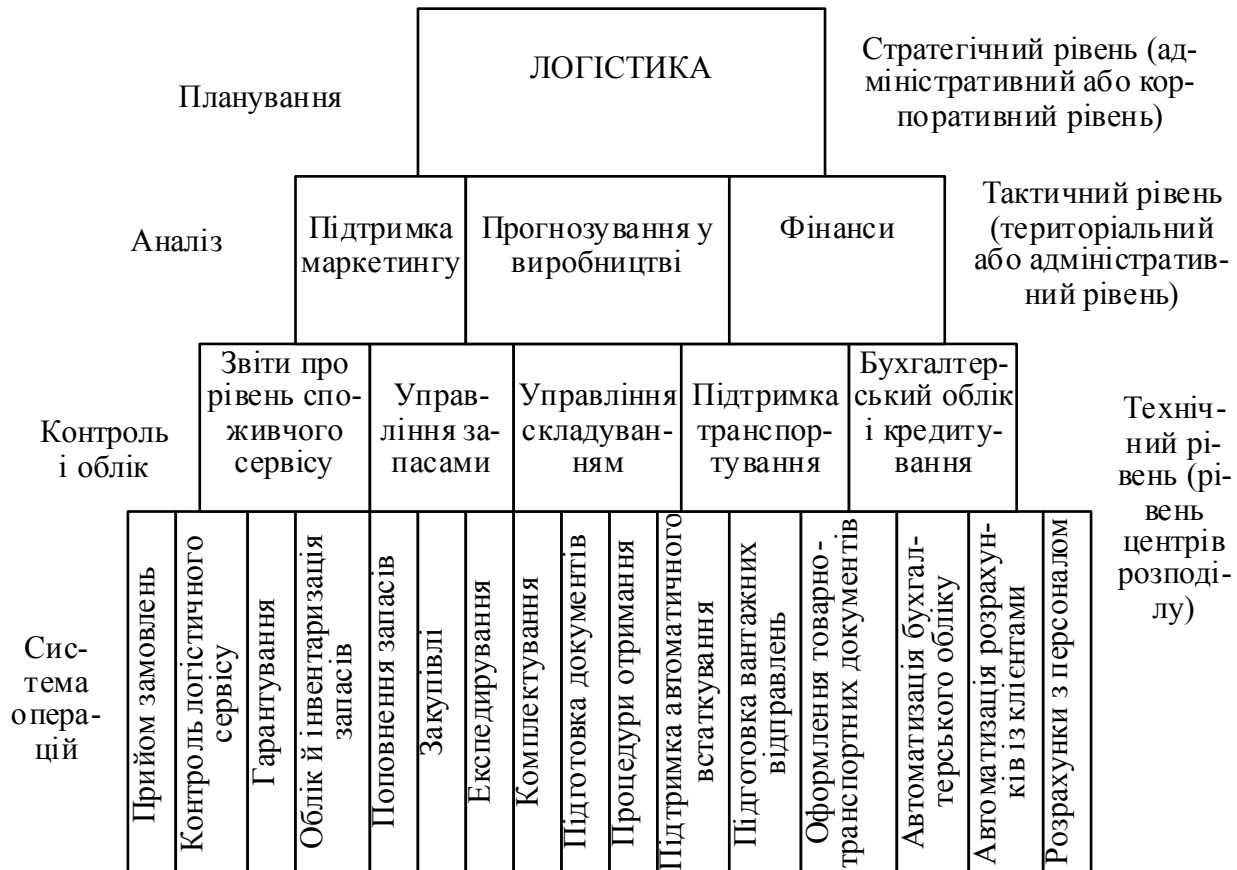 Планування
ЛОГІСТИКА
Стратегічний рівень (ад-
міністративний або кор-
поративний рівень)
Аналіз
Підтримка
маркетингу
Прогнозування у
виробництві
Фінанси
Тактичний рівень
(територіальний
або адміністратив-
ний рівень)
Контроль
і облік
Звіти про
рівень спо-
живчого
сервісу
Управ-
ління за-
пасами
Управління
складуван-
ням
Підтримка
транспор-
тування
Бухгалтер-
ський облік
і кредиту-
вання
Техніч-
ний рі-
вень (рі-
вень
центрів
розподі-
лу)
Сис-
тема
опера-
цій
Прийом замовлень
Контроль логістичного
сервісу
Гарантування
Облік й інвентаризація
запасів
Поповнення запасів
Закупівлі
Експедирування
Комплектування
Підготовка документів
Процедури отримання
Підтримка автоматичного
встаткування
Підготовка вантажних
відправлень
Оформлення товарно-
транспортних документів
Автоматизація бухгал-
терського обліку
Автоматизація розрахун-
ків із клієнтами
Розрахунки з персоналом